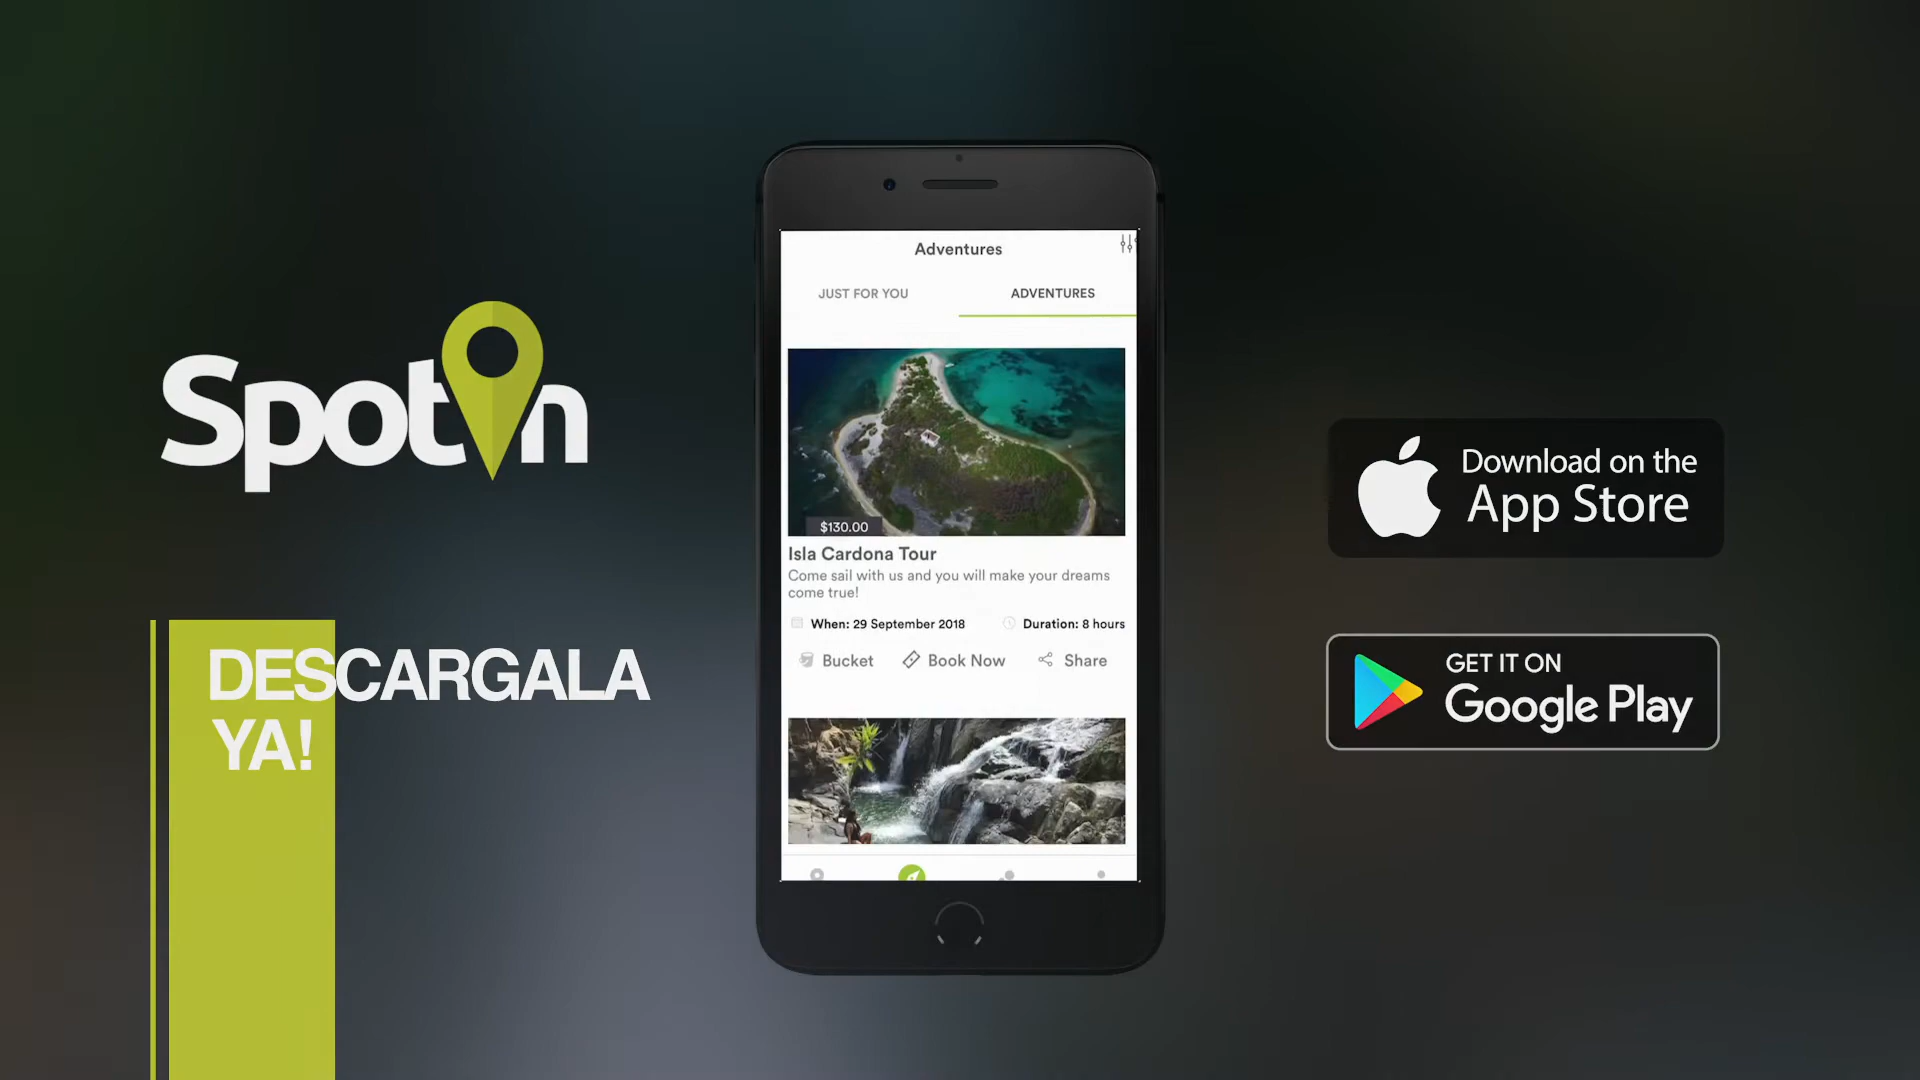 Spotin
DESCARGALA
YA!
Adventures
JUST FOR YOU
ADVENTURES
$130.00
Isla Cardona Tour
Come sail with us and you will make your dreams
come true!
When: 29 September 2018
Duration: 8 hours
Bucket
Book Now
Share
Download on the
App Store
GET IT ON
Google Play